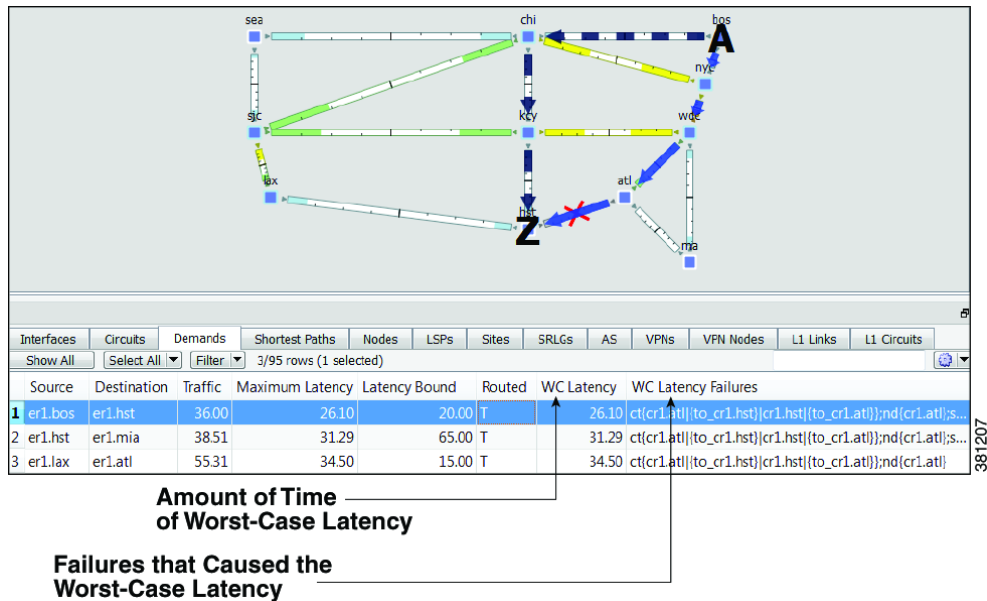 sea
chi
bos
A
nyc
sjc
kcy
wdc
lax
atl
hst
Z
mia
Interfaces Circuits Demands Shortest Paths Nodes LSPs Sites SRLGs AS VPNs VPN Nodes L1 Links L1 Circuits
Show All Select All Filter 3/95 rows (1 selected)
Source Destination Traffic Maximum Latency Latency Bound Routed WC Latency WC Latency Failures
1 er1.bos er1.hst 36.00 26.10 20.00 T 26.10 ct{cr1.atl|{to_cr1.hst}|cr1.hst|{to_cr1.atl}};nd{cr1.atl};s...
2 er1.hst er1.mia 38.51 31.29 65.00 T 31.29 ct{cr1.atl|{to_cr1.hst}|cr1.hst|{to_cr1.atl}};nd{cr1.atl};s...
3 er1.lax er1.atl 55.31 34.50 15.00 T 34.50 ct{cr1.atl|{to_cr1.hst}|cr1.hst|{to_cr1.atl}};nd{cr1.atl}
381207
Amount of Time
of Worst-Case Latency
Failures that Caused the
Worst-Case Latency